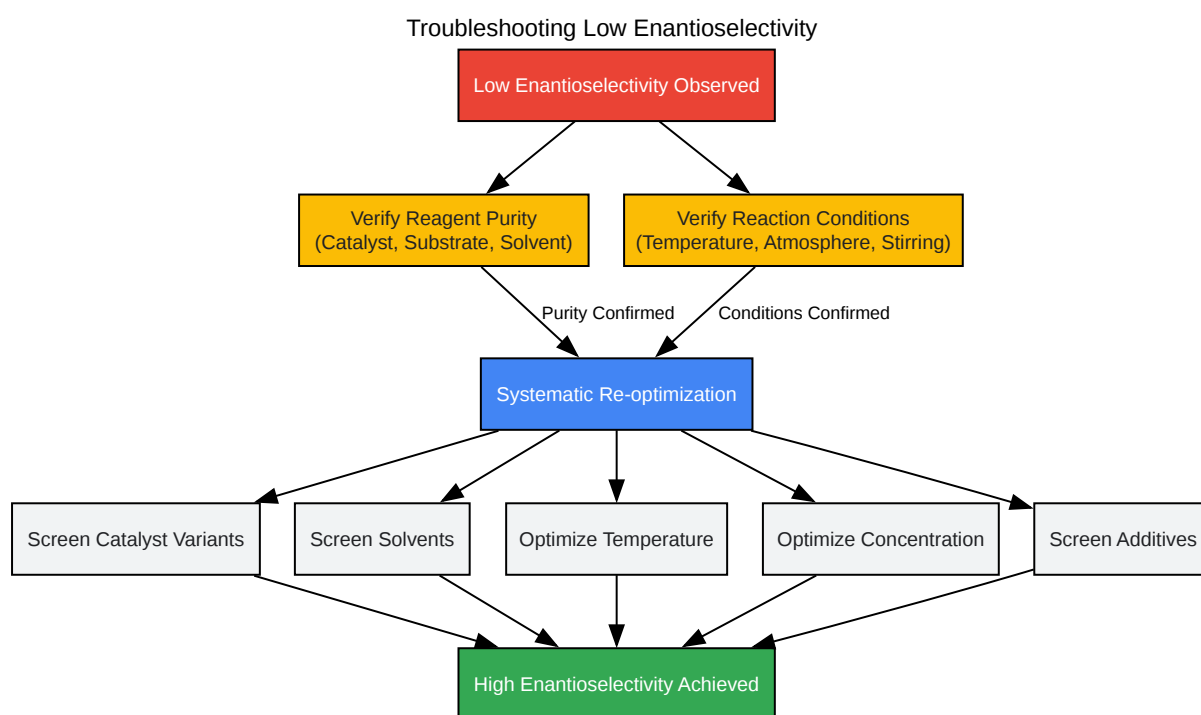 Troubleshooting Low Enantioselectivity
Low Enantioselectivity Observed
Verify Reagent Purity
(Catalyst, Substrate, Solvent)
Verify Reaction Conditions
(Temperature, Atmosphere, Stirring)
Purity Confirmed
Conditions Confirmed
Systematic Re-optimization
Screen Catalyst Variants
Screen Solvents
Optimize Temperature
Optimize Concentration
Screen Additives
High Enantioselectivity Achieved